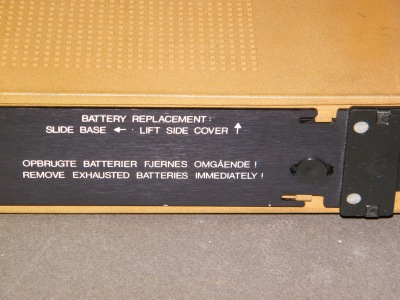 BATTERY REPLACEMENT:
SLIDE BASE ← · LIFT SIDE COVER ↑
OPBRUGTE BATTERIER FJERNES OMGÅENDE !
REMOVE EXHAUSTED BATTERIES IMMEDIATELY !